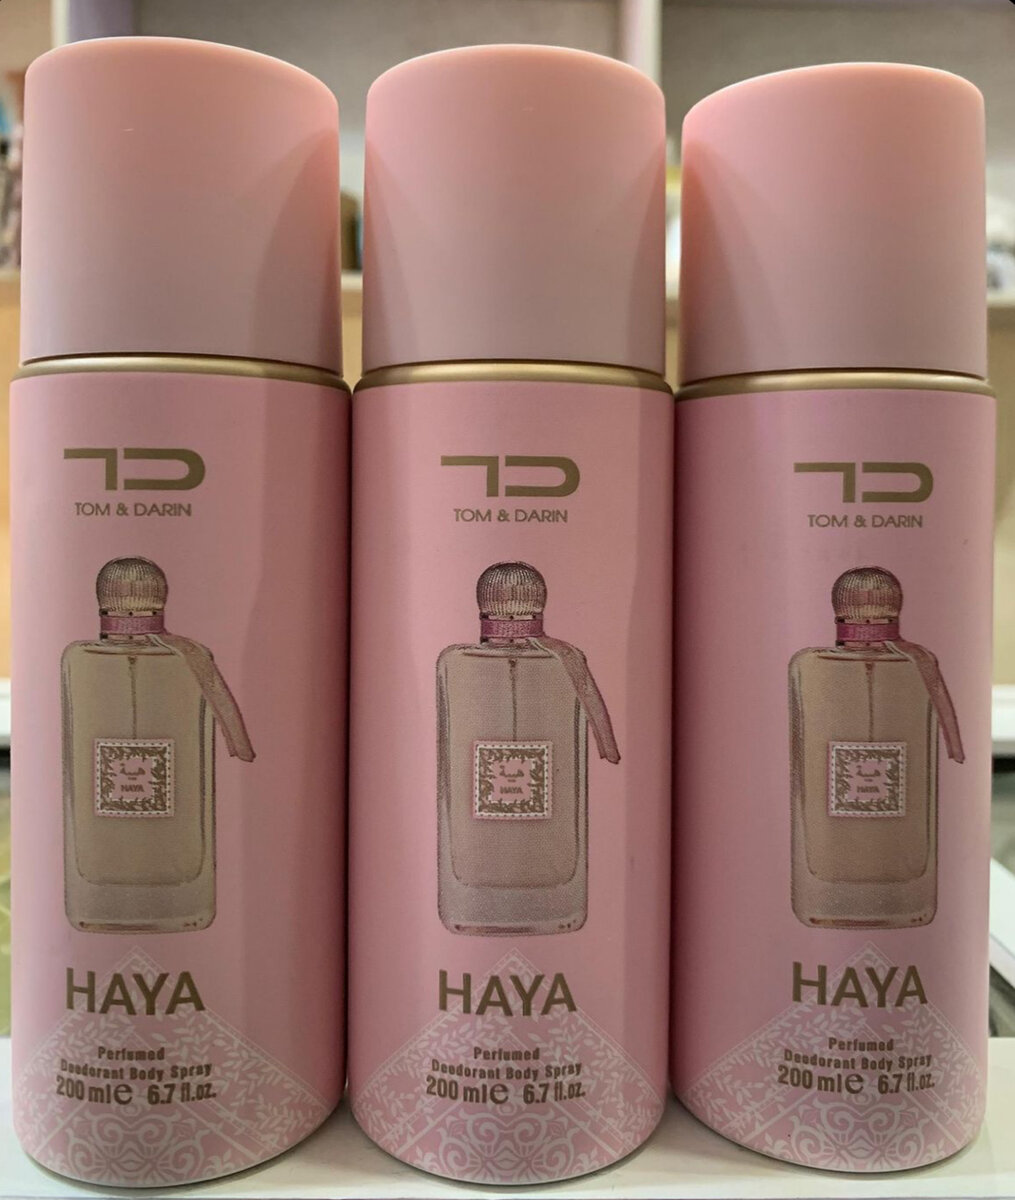 TD
TOM & DARIN
هيبة
HAYA
HAYA
Perfumed
Deodorant Body Spray
200 ml℮ 6.7 fl.oz.
TD
TOM & DARIN
هيبة
HAYA
HAYA
Perfumed
Deodorant Body Spray
200 ml℮ 6.7 fl.oz.
TD
TOM & DARIN
هيبة
HAYA
HAYA
Perfumed
Deodorant Body Spray
200 ml℮ 6.7 fl.oz.